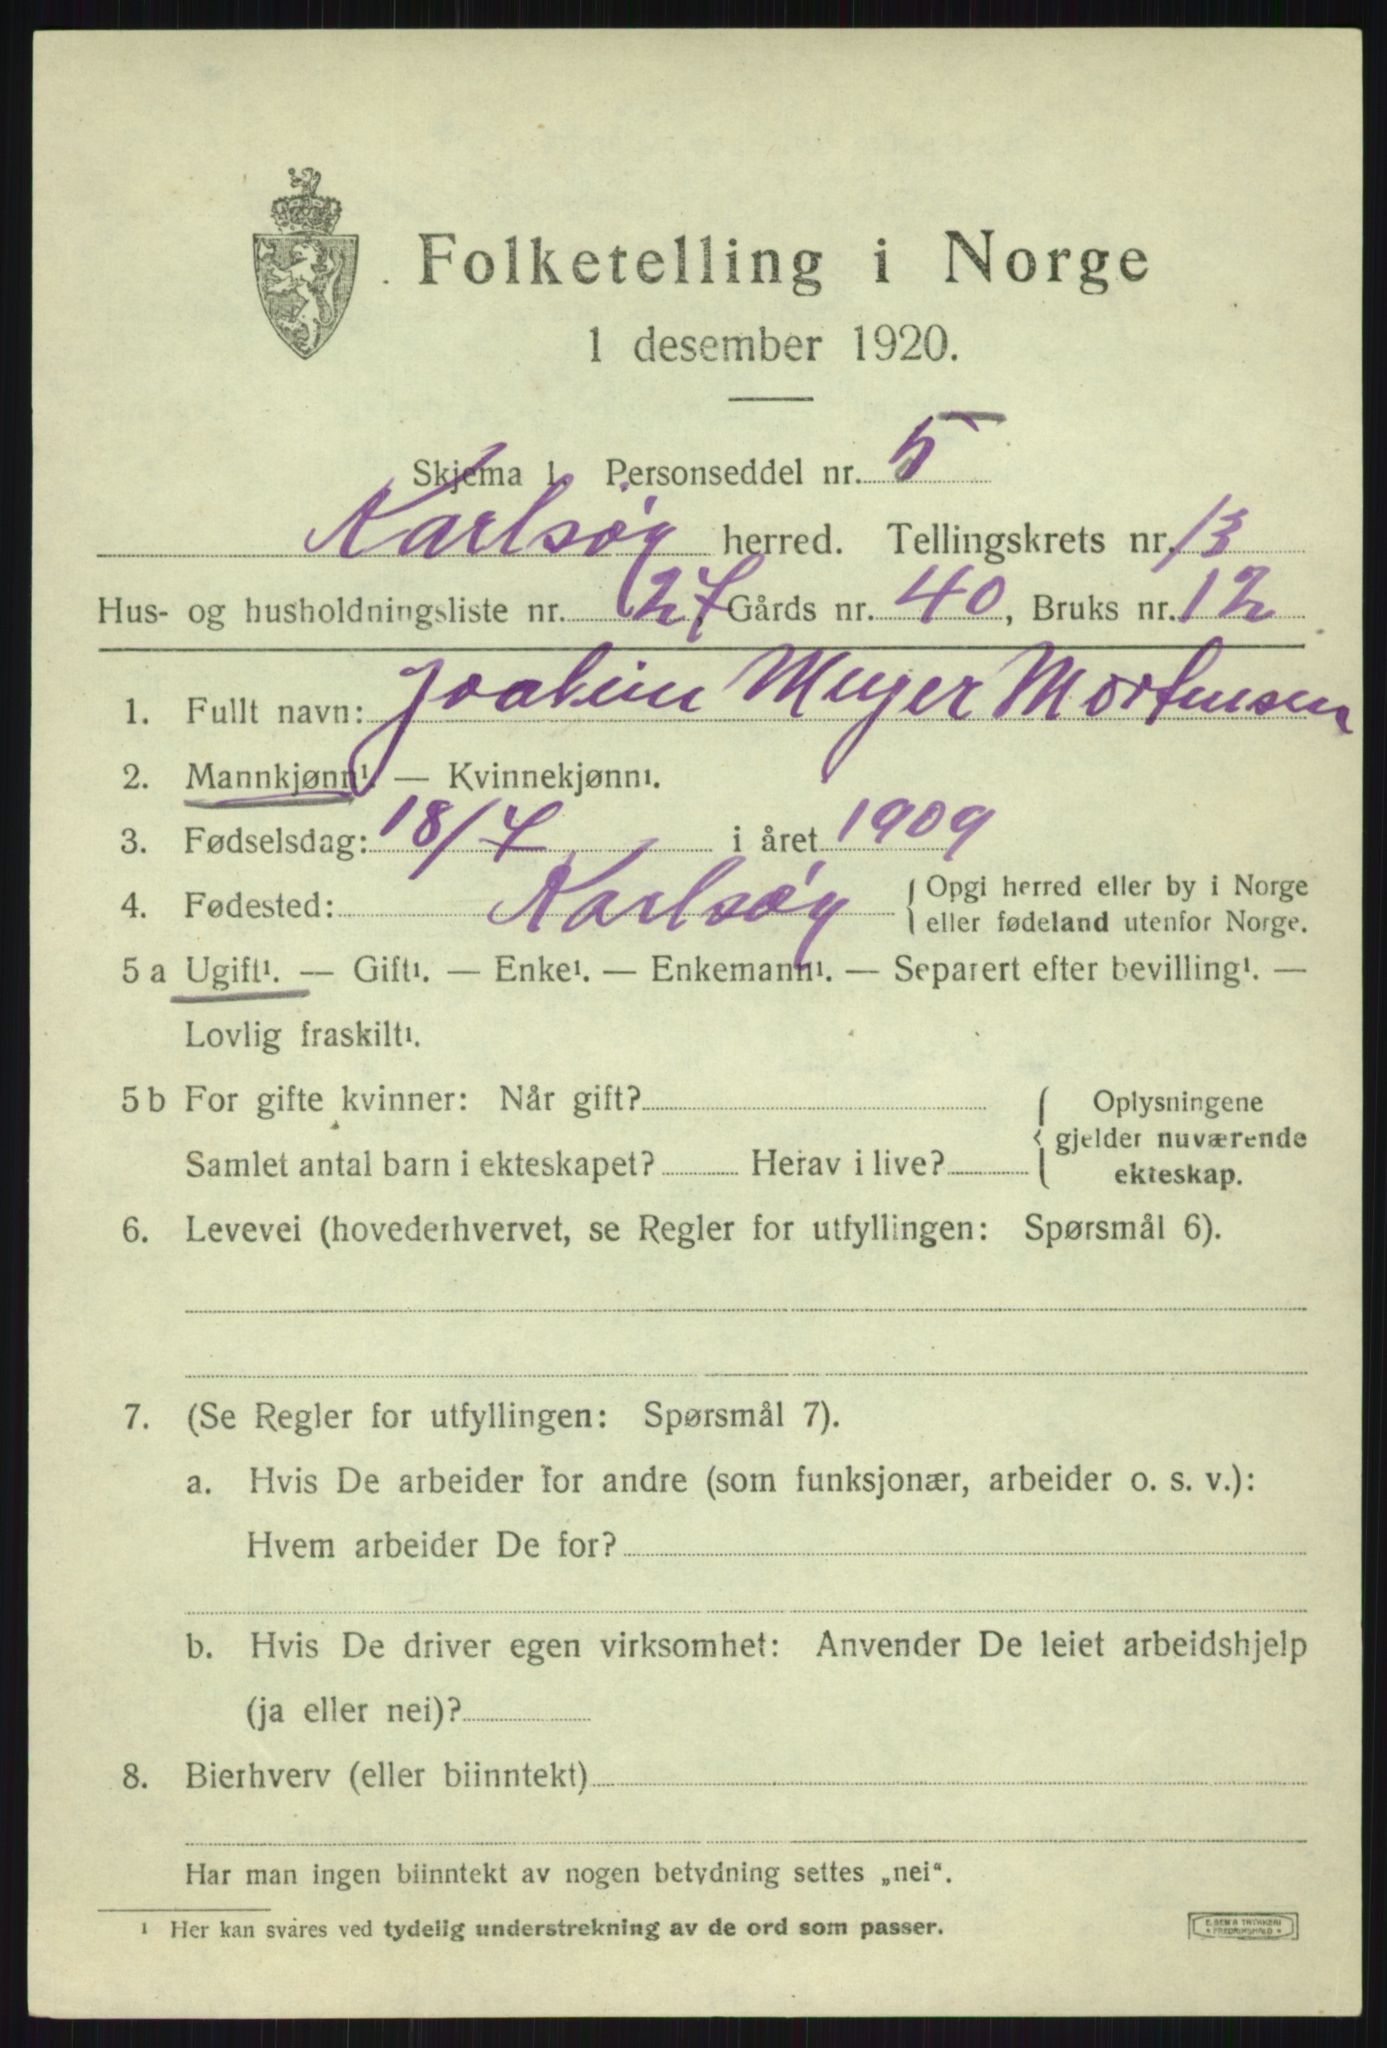 Folketelling i Norge
1 desember 1920.
Skjema 1. Personseddel nr. 5
Karlsøy herred. Tellingskrets nr. 13
Hus- og husholdningsliste nr. 27, Gårds nr. 40, Bruks nr. 12
1. Fullt navn: Joakim Meyer Mortensen
2. Mannkjønn¹. — Kvinnekjønn¹.
3. Fødselsdag: 18/7 i året 1909
4. Fødested: Karlsøy { Opgi herred eller by i Norge
eller fødeland utenfor Norge.
5 a Ugift¹. — Gift¹. — Enke¹. — Enkemann¹. — Separert efter bevilling¹. —
Lovlig fraskilt¹.
5 b For gifte kvinner: Når gift? { Oplysningene
gjelder nuværende
Samlet antal barn i ekteskapet? Herav i live? ekteskap.
6. Levevei (hovederhvervet, se Regler for utfyllingen: Spørsmål 6).
7. (Se Regler for utfyllingen: Spørsmål 7).
a. Hvis De arbeider for andre (som funksjonær, arbeider o. s. v.):
Hvem arbeider De for?
b. Hvis De driver egen virksomhet: Anvender De leiet arbeidshjelp
(ja eller nei)?
8. Bierhverv (eller biinntekt)
Har man ingen biinntekt av nogen betydning settes „nei“.
¹ Her kan svares ved tydelig understrekning av de ord som passer.